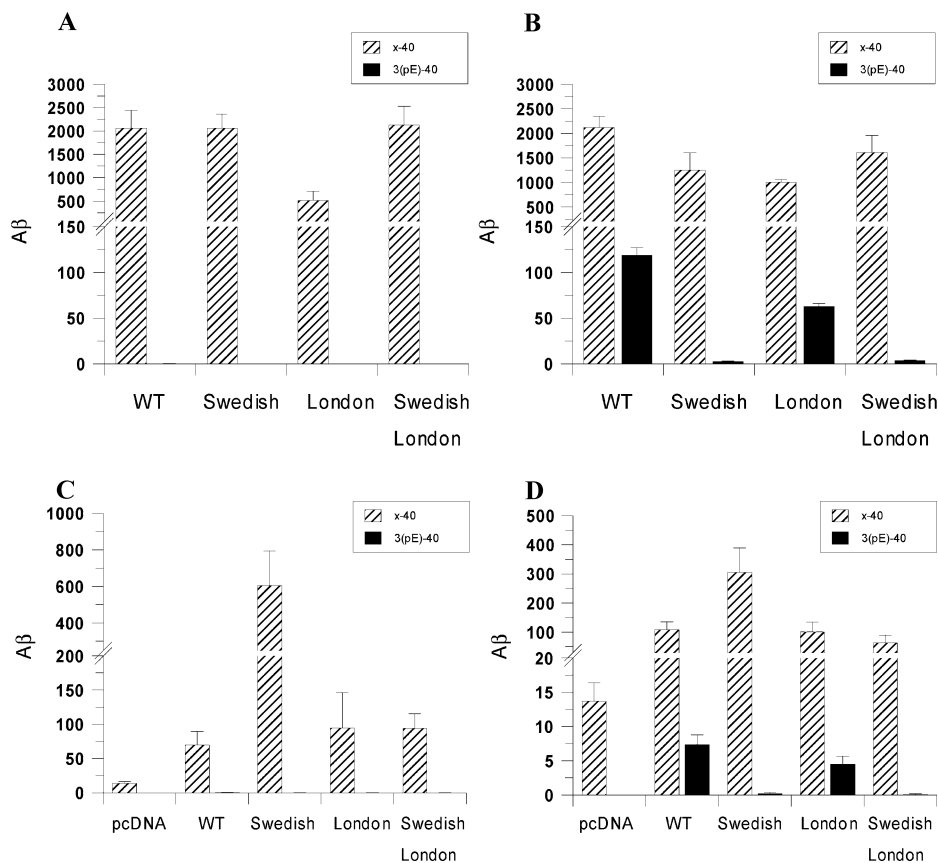 A
x-40
3(pE)-40
3000
2500
2000
1500
1000
500
150
100
50
0
Aβ
WT Swedish London Swedish
London
B
x-40
3(pE)-40
3000
2500
2000
1500
1000
500
150
100
50
0
Aβ
WT Swedish London Swedish
London
C
x-40
3(pE)-40
1000
800
600
400
200
150
100
50
0
Aβ
pcDNA WT Swedish London Swedish
London
D
x-40
3(pE)-40
500
400
300
200
100
20
15
10
5
0
Aβ
pcDNA WT Swedish London Swedish
London